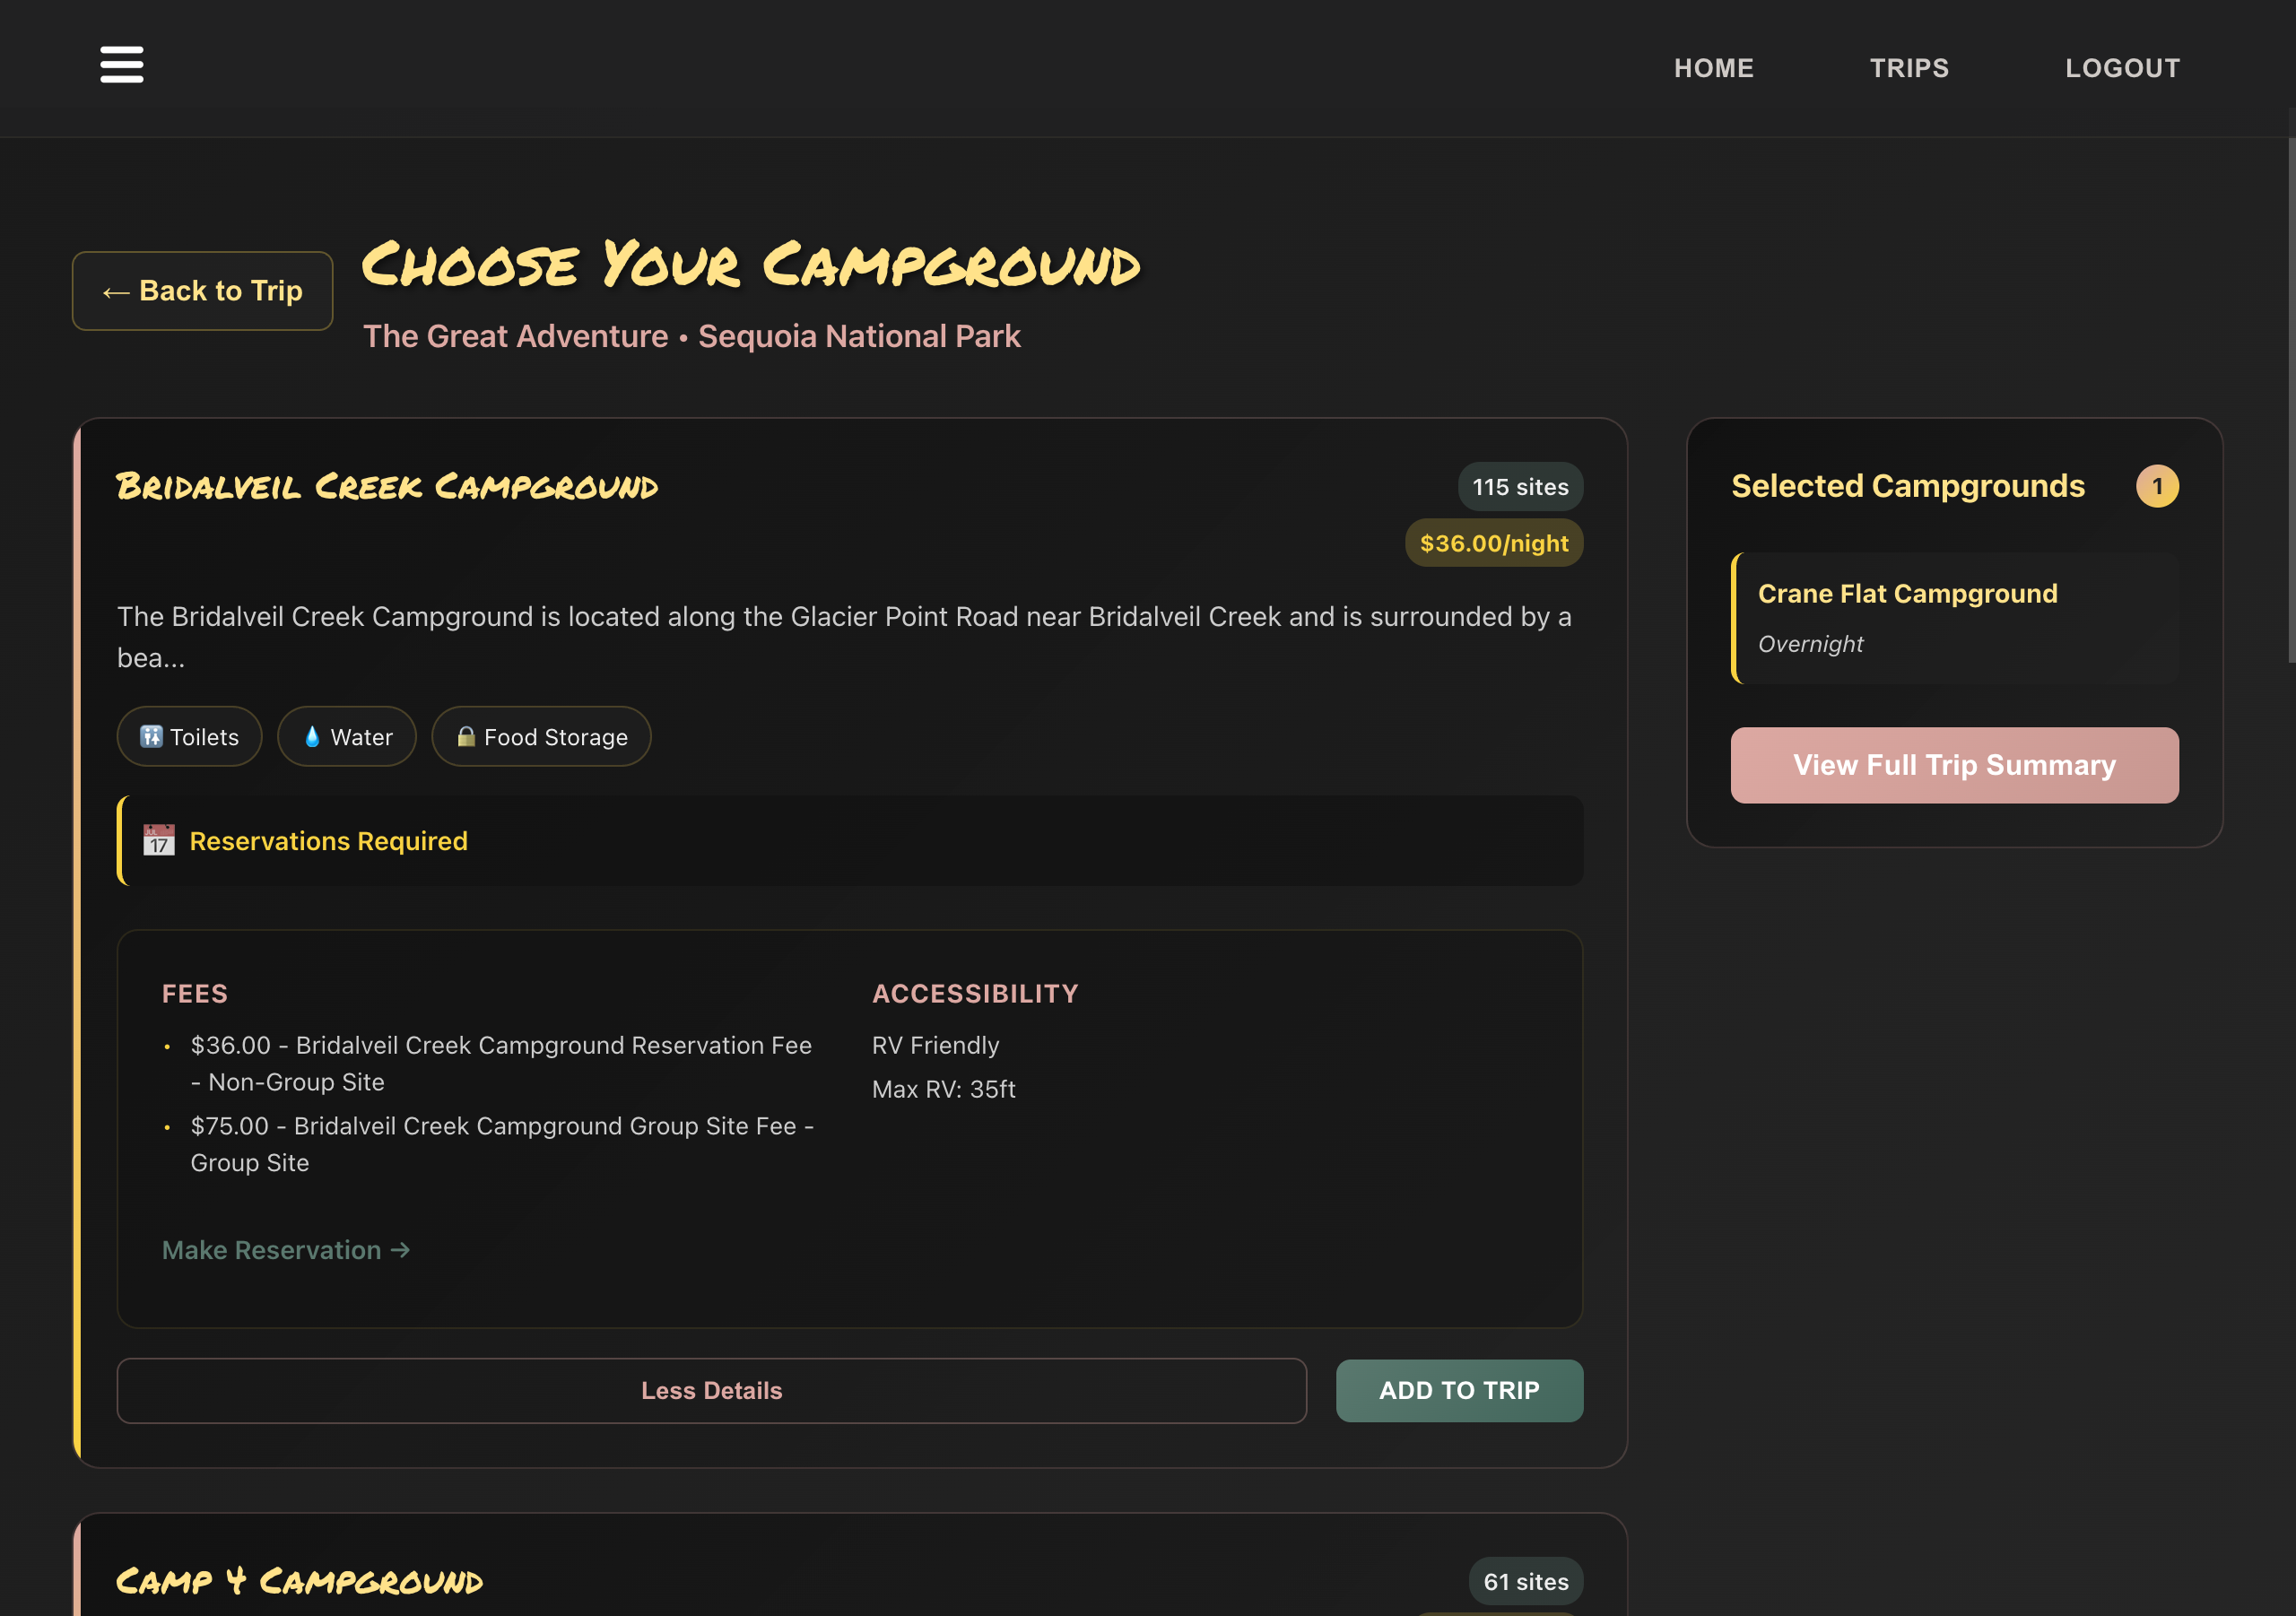 HOME TRIPS LOGOUT
← Back to Trip
Choose Your Campground
The Great Adventure • Sequoia National Park
Bridalveil Creek Campground
115 sites
$36.00/night
The Bridalveil Creek Campground is located along the Glacier Point Road near Bridalveil Creek and is surrounded by a
bea...
🚻 Toilets 💧 Water 🔒 Food Storage
📅 Reservations Required
FEES
• $36.00 - Bridalveil Creek Campground Reservation Fee
- Non-Group Site
• $75.00 - Bridalveil Creek Campground Group Site Fee -
Group Site
ACCESSIBILITY
RV Friendly
Max RV: 35ft
Make Reservation →
Less Details
ADD TO TRIP
Selected Campgrounds 1
Crane Flat Campground
Overnight
View Full Trip Summary
Camp 4 Campground
61 sites